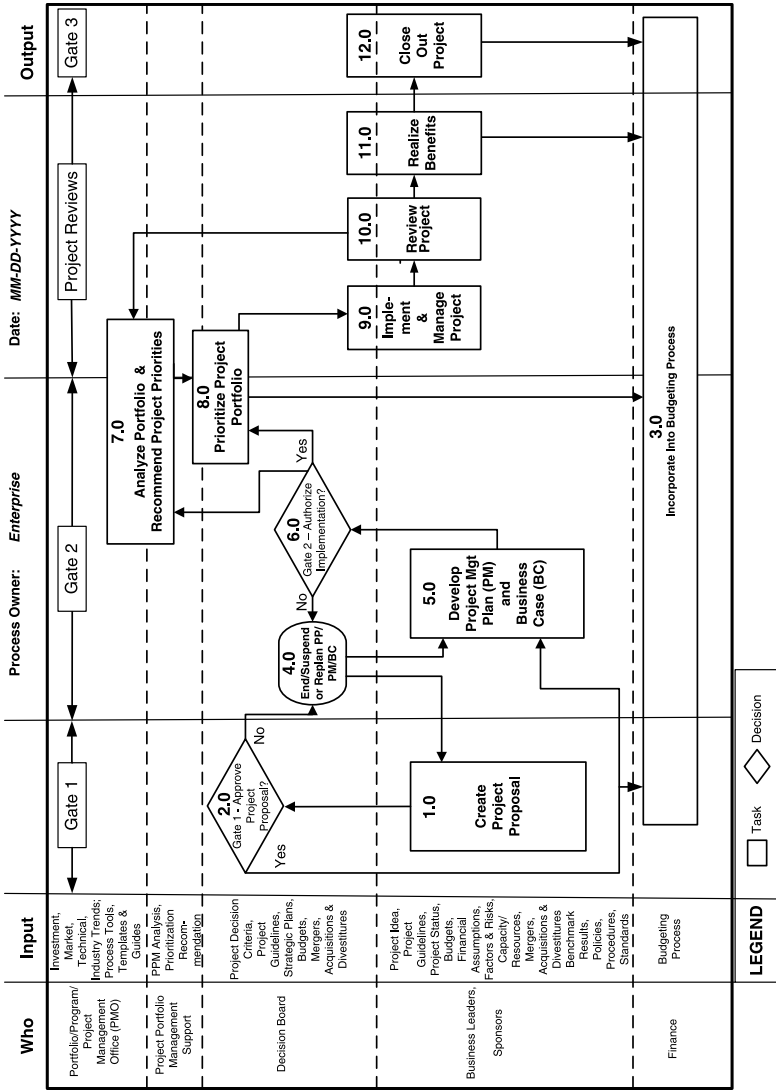 Process Owner: Enterprise
Date: MM-DD-YYYY
Who
Input
Gate 1
Gate 2
Project Reviews
Gate 3
Output
Portfolio/Program/
Project
Management
Office (PMO)
Investment,
Market,
Technical,
Industry Trends;
Process Tools,
Templates &
Guides
Project Portfolio
Management
Support
PPM Analysis,
Prioritization
Recom-
mendation
7.0
Analyze Portfolio &
Recommend Project Priorities
Decision Board
Project Decision
Criteria,
Project
Guidelines,
Strategic Plans,
Budgets,
Mergers,
Acquisitions &
Divestitures
2.0
Gate 1 - Approve
Project
Proposal?
Yes
No
4.0
End/Suspend
or Replan PP/
PM/BC
No
6.0
Gate 2 – Authorize
Implementation?
Yes
8.0
Prioritize Project
Portfolio
Business Leaders,
Sponsors
Project Idea,
Project
Guidelines,
Project Status,
Budgets,
Financial
Assumptions,
Factors & Risks,
Capacity/
Resources,
Mergers,
Acquisitions &
Divestitures
Benchmark
Results,
Policies,
Procedures,
Standards
1.0
Create
Project
Proposal
5.0
Develop
Project Mgt
Plan (PM)
and
Business
Case (BC)
9.0
Imple-
ment
&
Manage
Project
10.0
Review
Project
11.0
Realize
Benefits
12.0
Close
Out
Project
Finance
Budgeting
Process
3.0
Incorporate Into Budgeting Process
LEGEND
Task
Decision